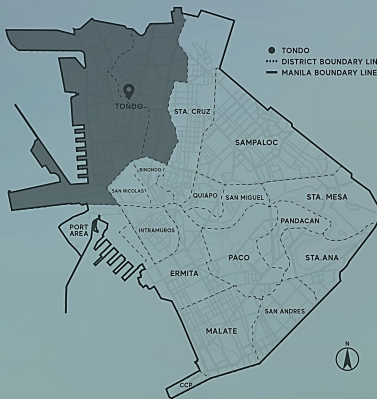 TONDO
DISTRICT BOUNDARY LIN
MANILA BOUNDARY LINE
TONDO
STA. CRUZ
SAMPALOC
BINONDO
SAN NICOLAS
QUIAPO
SAN MIGUEL
STA. MESA
PORT
AREA
INTRAMUROS
PANDACAN
ERMITA
PACO
STA. ANA
SAN ANDRES
MALATE
CCP
N